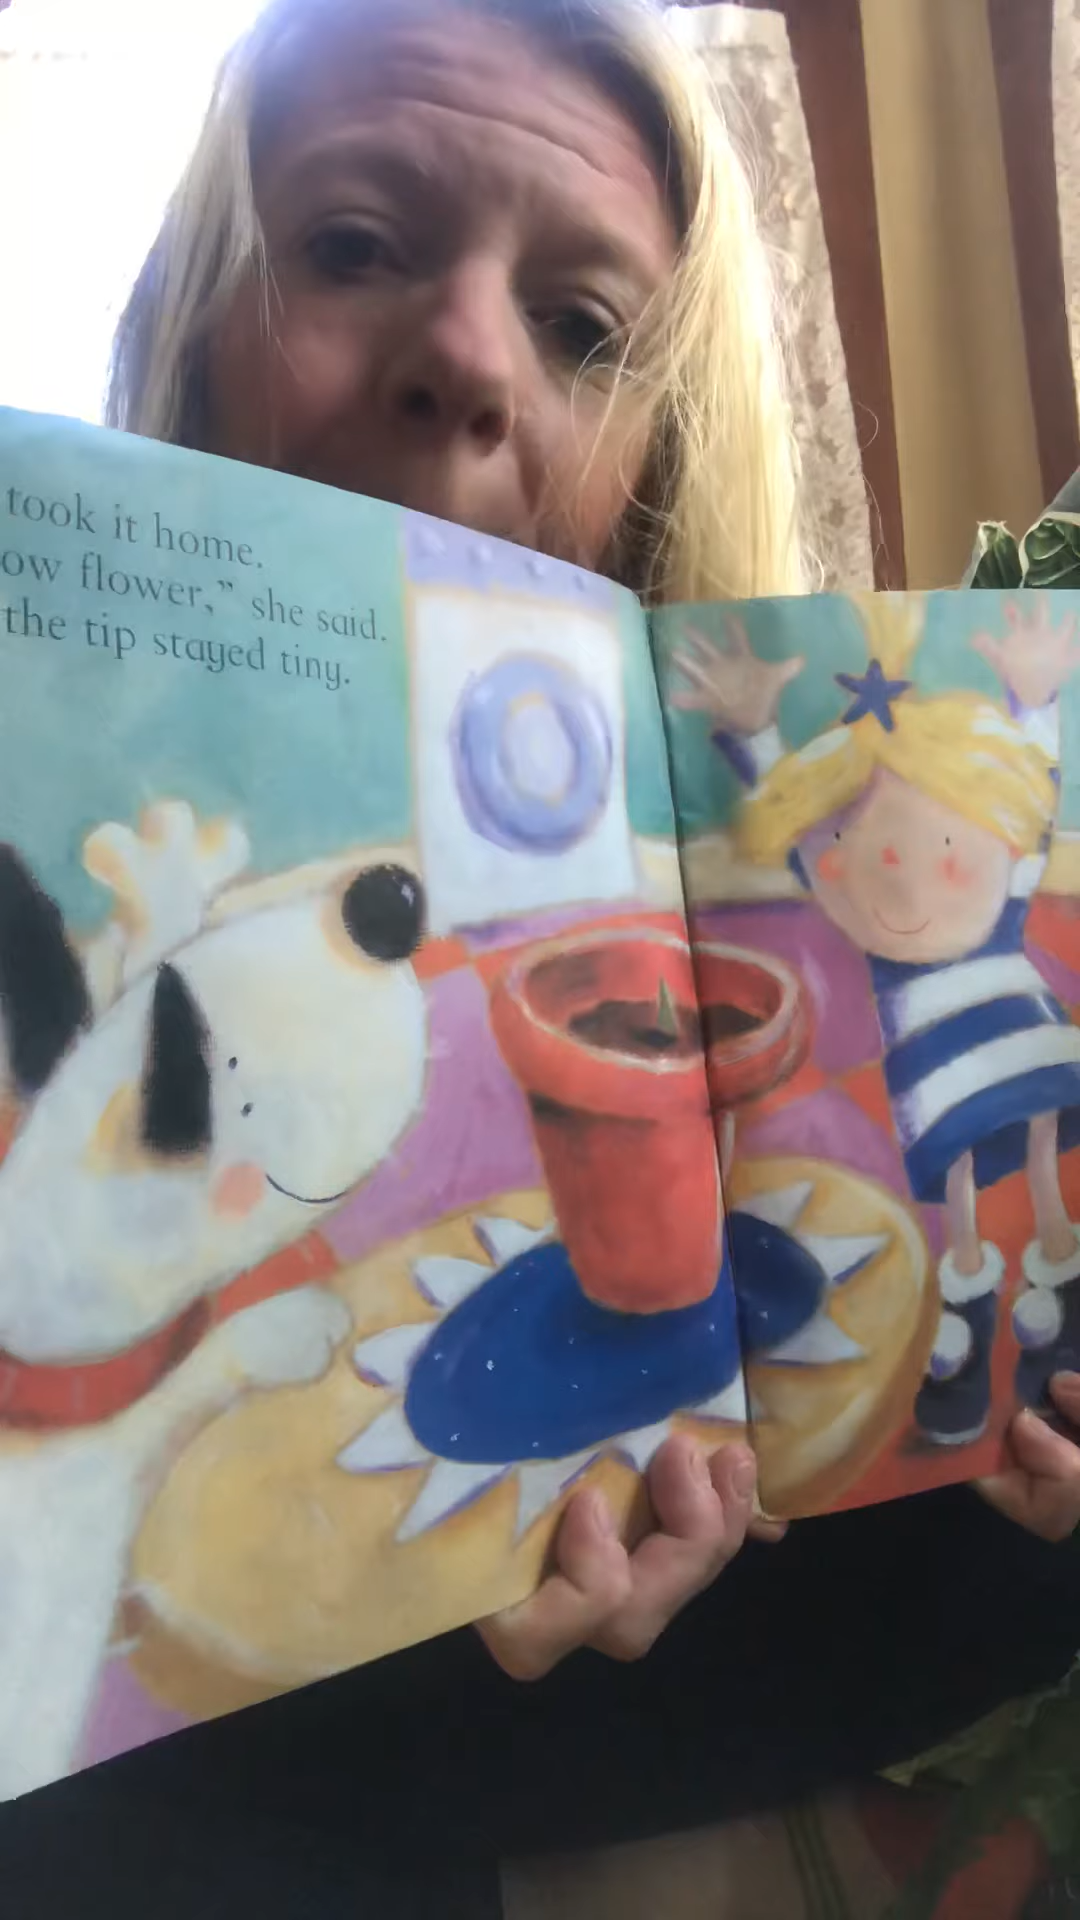 took it home.
ow flower,” she said.
the tip stayed tiny.